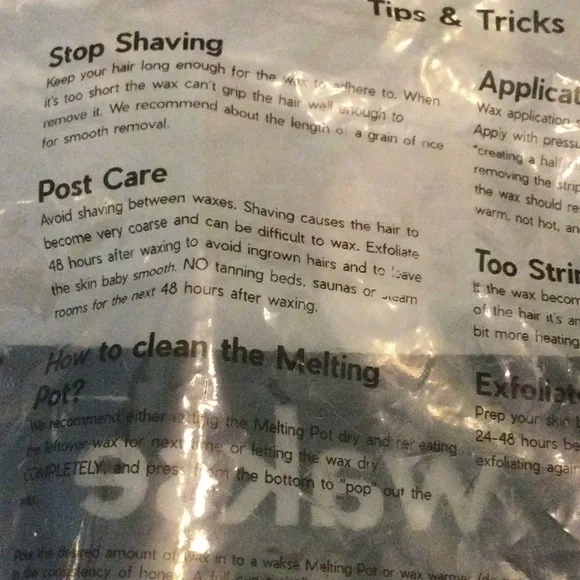 Tips & Tricks
Stop Shaving
Keep your hair long enough for the wax to adhere to. When
it's too short the wax can't grip the hair well enough to
remove it. We recommend about the length of a grain of rice
for smooth removal.
Post Care
Avoid shaving between waxes. Shaving causes the hair to
become very coarse and can be difficult to wax. Exfoliate
48 hours after waxing to avoid ingrown hairs and to leave
the skin baby smooth. NO tanning beds, saunas or steam
rooms for the next 48 hours after waxing.
How to clean the Melting
Pot?
We recommend either letting the Melting Pot dry and reheating
the leftover wax for next time or letting the wax dry
COMPLETELY, and press from the bottom to "pop" out the
wax.
desired amount of wax in to a wakse Melting Pot or wax warmer
consistency of honey. A full
Applicat
Wax application
Apply with pressu
"creating a half
removing the strip
the wax should re
warm, not hot, an
Too Strin
If the wax becom
of the hair it's an
bit more heating
Exfoliat
Prep your skin
24-48 hours be
exfoliating again
wakse